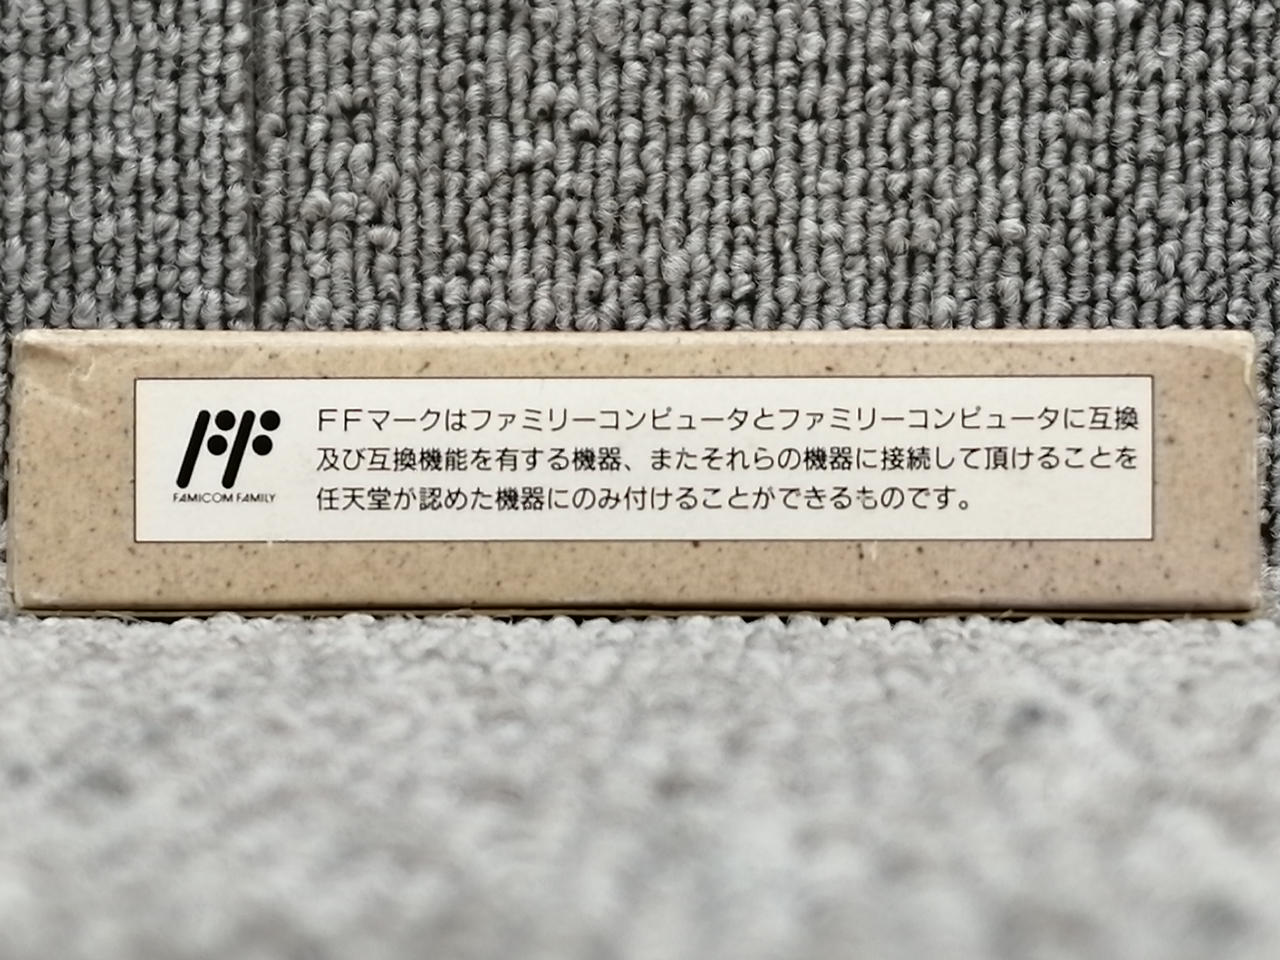 FAMICOM FAMILY
FFマークはファミリーコンピュータとファミリーコンピュータに互換
及び互換機能を有する機器、またそれらの機器に接続して頂けることを
任天堂が認めた機器にのみ付けることができるものです。